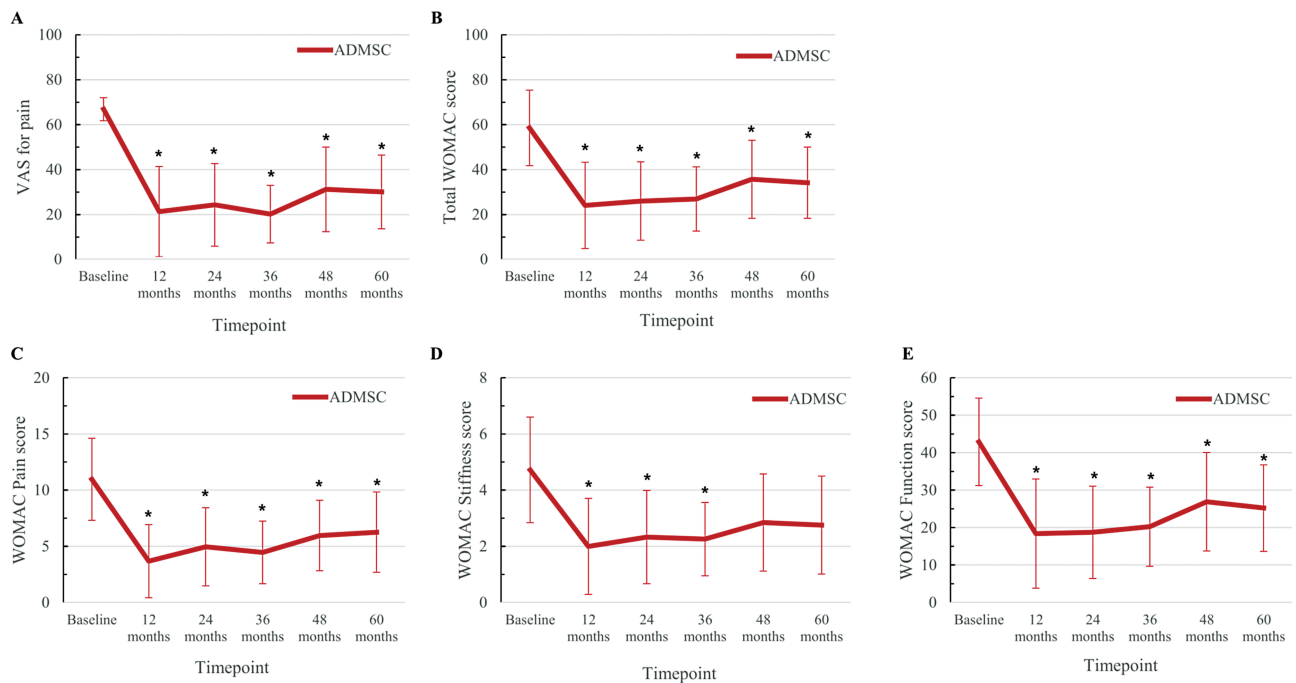 A
100
80
60
40
20
0
VAS for pain
ADMSC
*
*
*
*
*
Baseline
12 months
24 months
36 months
48 months
60 months
Timepoint
B
100
80
60
40
20
0
Total WOMAC score
ADMSC
*
*
*
*
*
Baseline
12 months
24 months
36 months
48 months
60 months
Timepoint
C
20
15
10
5
0
WOMAC Pain score
ADMSC
*
*
*
*
*
Baseline
12 months
24 months
36 months
48 months
60 months
Timepoint
D
8
6
4
2
0
WOMAC Stiffness score
ADMSC
*
*
*
Baseline
12 months
24 months
36 months
48 months
60 months
Timepoint
E
60
50
40
30
20
10
0
WOMAC Function score
ADMSC
*
*
*
*
*
Baseline
12 months
24 months
36 months
48 months
60 months
Timepoint